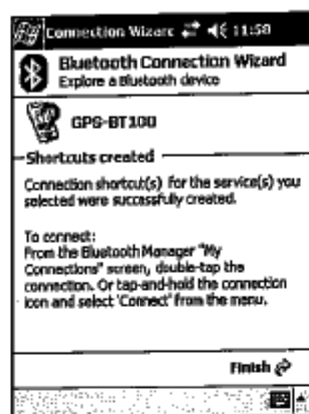 Connection Wizard 11:58
Bluetooth Connection Wizard
Explore a Bluetooth device
GPS-BT100
Shortcuts created
Connection shortcut(s) for the service(s) you
selected were successfully created.
To connect:
From the Bluetooth Manager "My
Connections" screen, double-tap the
connection. Or tap-and-hold the connection
icon and select 'Connect' from the menu.
Finish